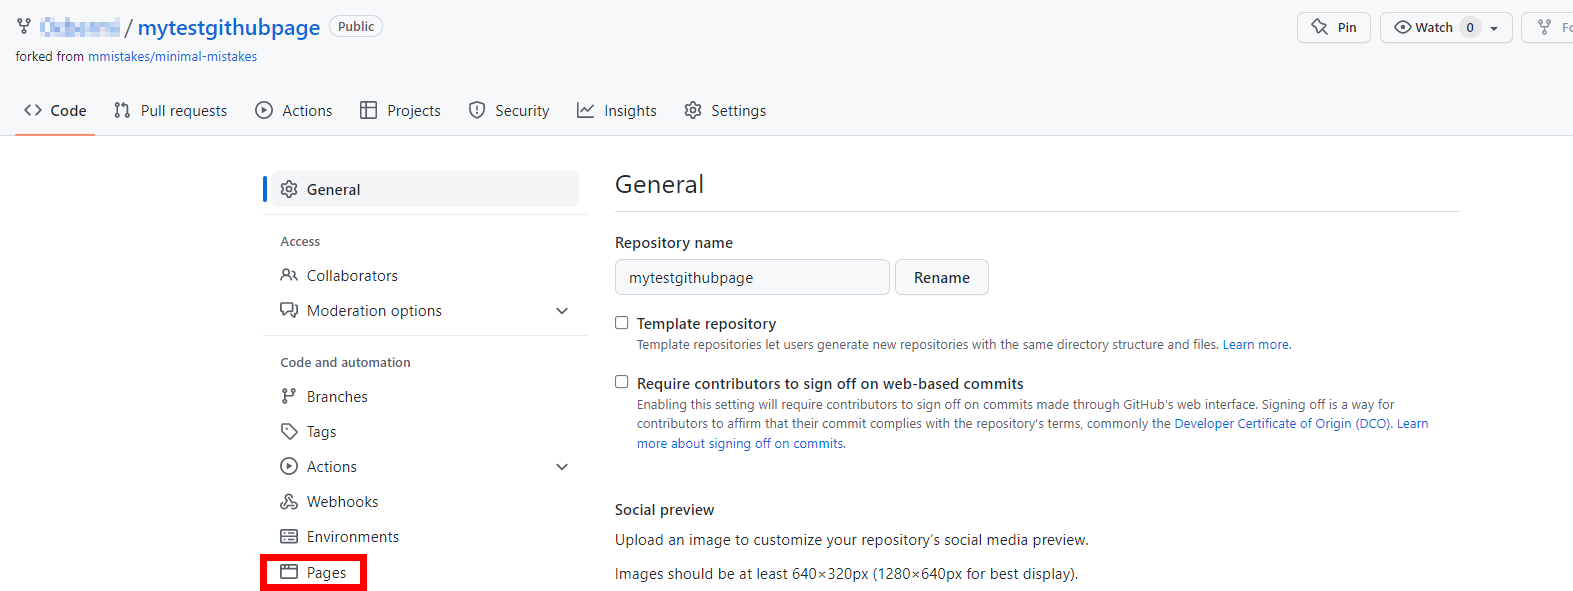 / mytestgithubpage Public
Pin
Watch 0
forked from mmistakes/minimal-mistakes
Code Pull requests Actions Projects Security Insights Settings
General
Access
Collaborators
Moderation options
Code and automation
Branches
Tags
Actions
Webhooks
Environments
Pages
General
Repository name
mytestgithubpage Rename
Template repository
Template repositories let users generate new repositories with the same directory structure and files. Learn more.
Require contributors to sign off on web-based commits
Enabling this setting will require contributors to sign off on commits made through GitHub's web interface. Signing off is a way for
contributors to affirm that their commit complies with the repository's terms, commonly the Developer Certificate of Origin (DCO). Learn
more about signing off on commits.
Social preview
Upload an image to customize your repository's social media preview.
Images should be at least 640×320px (1280×640px for best display).